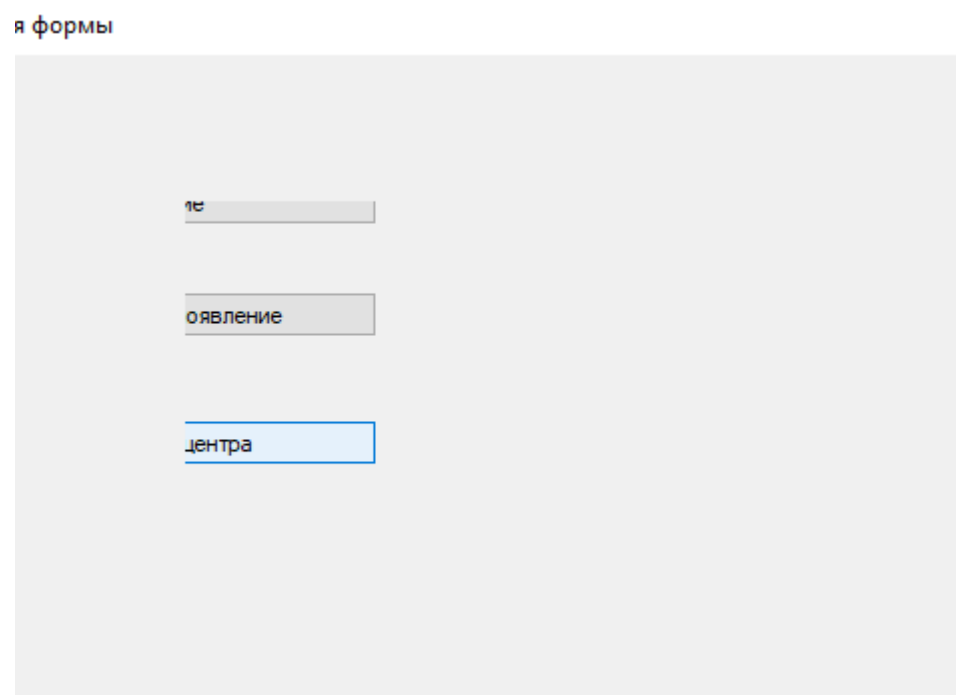 я формы
ие
оявление
центра